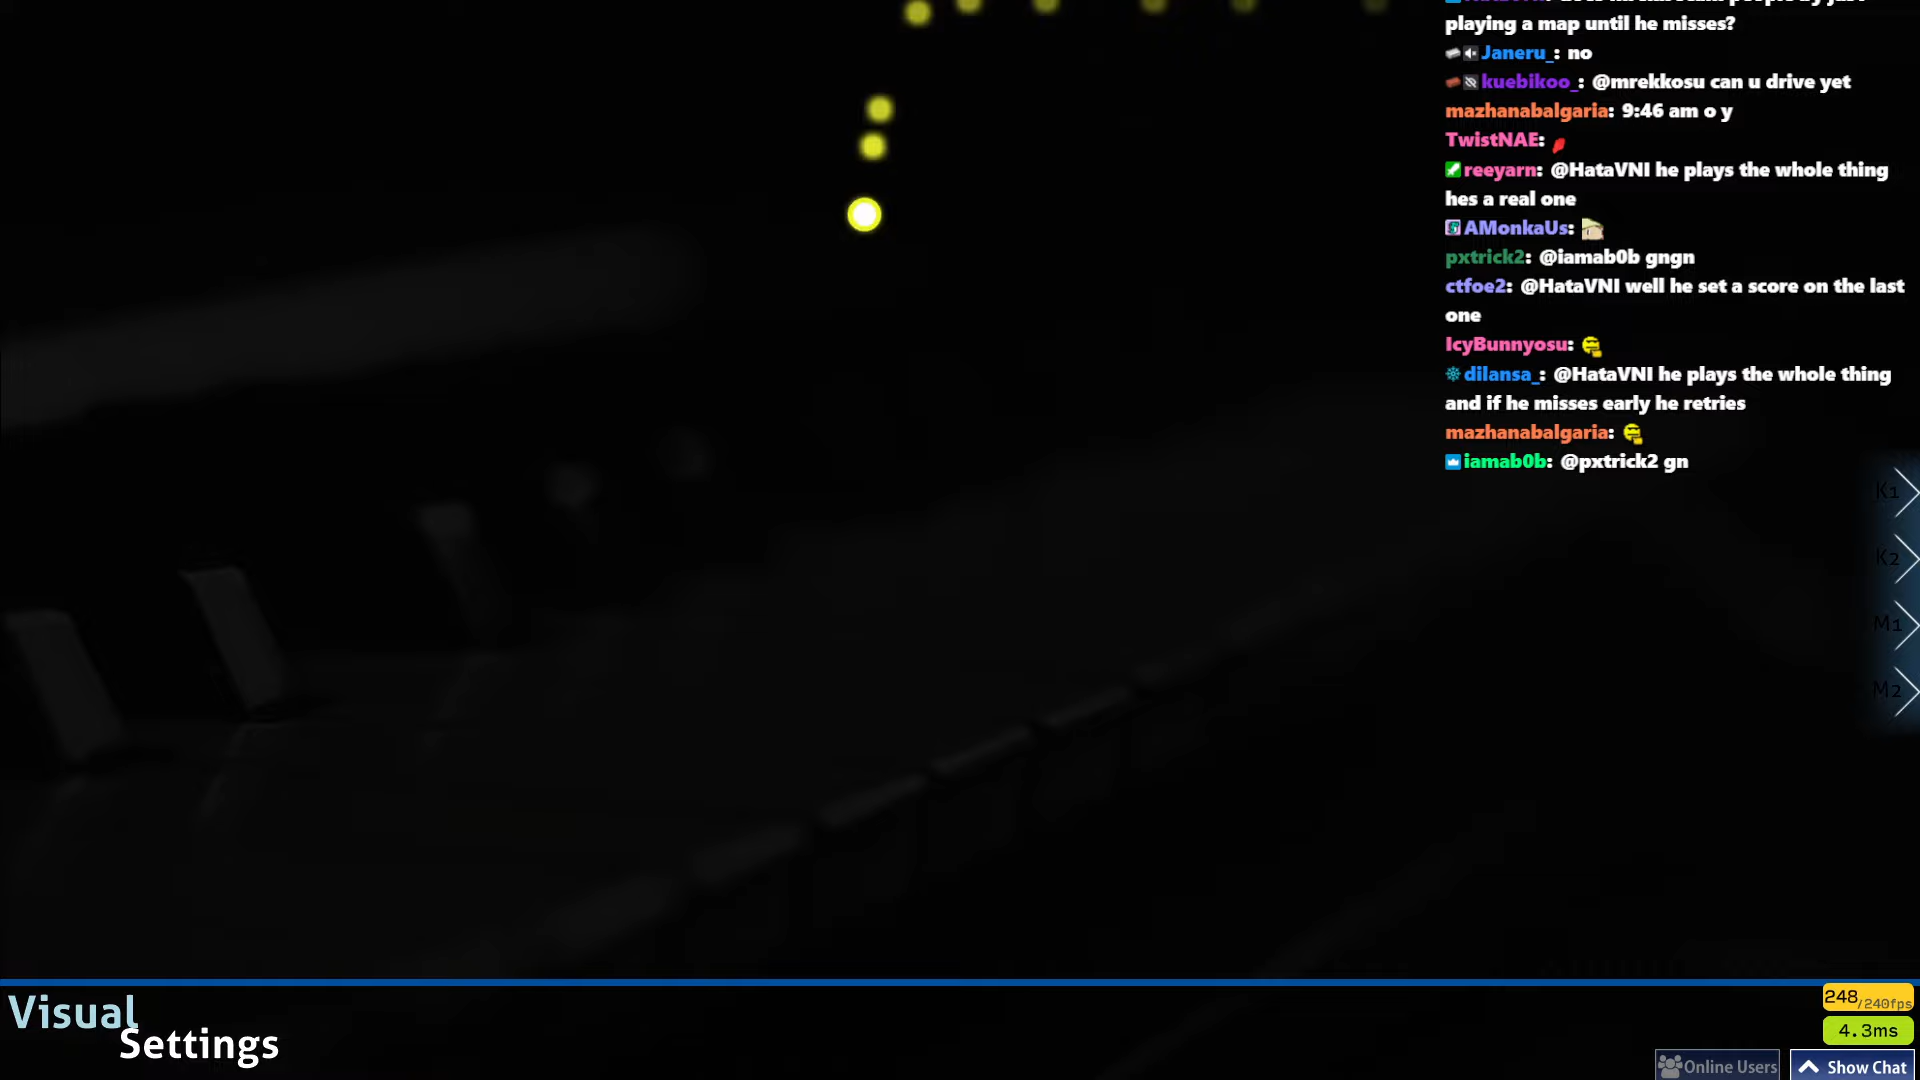 playing a map until he misses?
Janeru_: no
kuebikoo_: @mrekkosu can u drive yet
mazhanabalgaria: 9:46 am o y
TwistNAE:
reeyarn: @HataVNI he plays the whole thing
hes a real one
AMonkaUs:
pxtrick2: @iamab0b gngn
ctfoe2: @HataVNI well he set a score on the last
one
IcyBunnyosu:
dilansa_: @HataVNI he plays the whole thing
and if he misses early he retries
mazhanabalgaria:
iamab0b: @pxtrick2 gn
K1
K2
M1
M2
Visual
Settings
248/240fps
4.3ms
Online Users
Show Chat